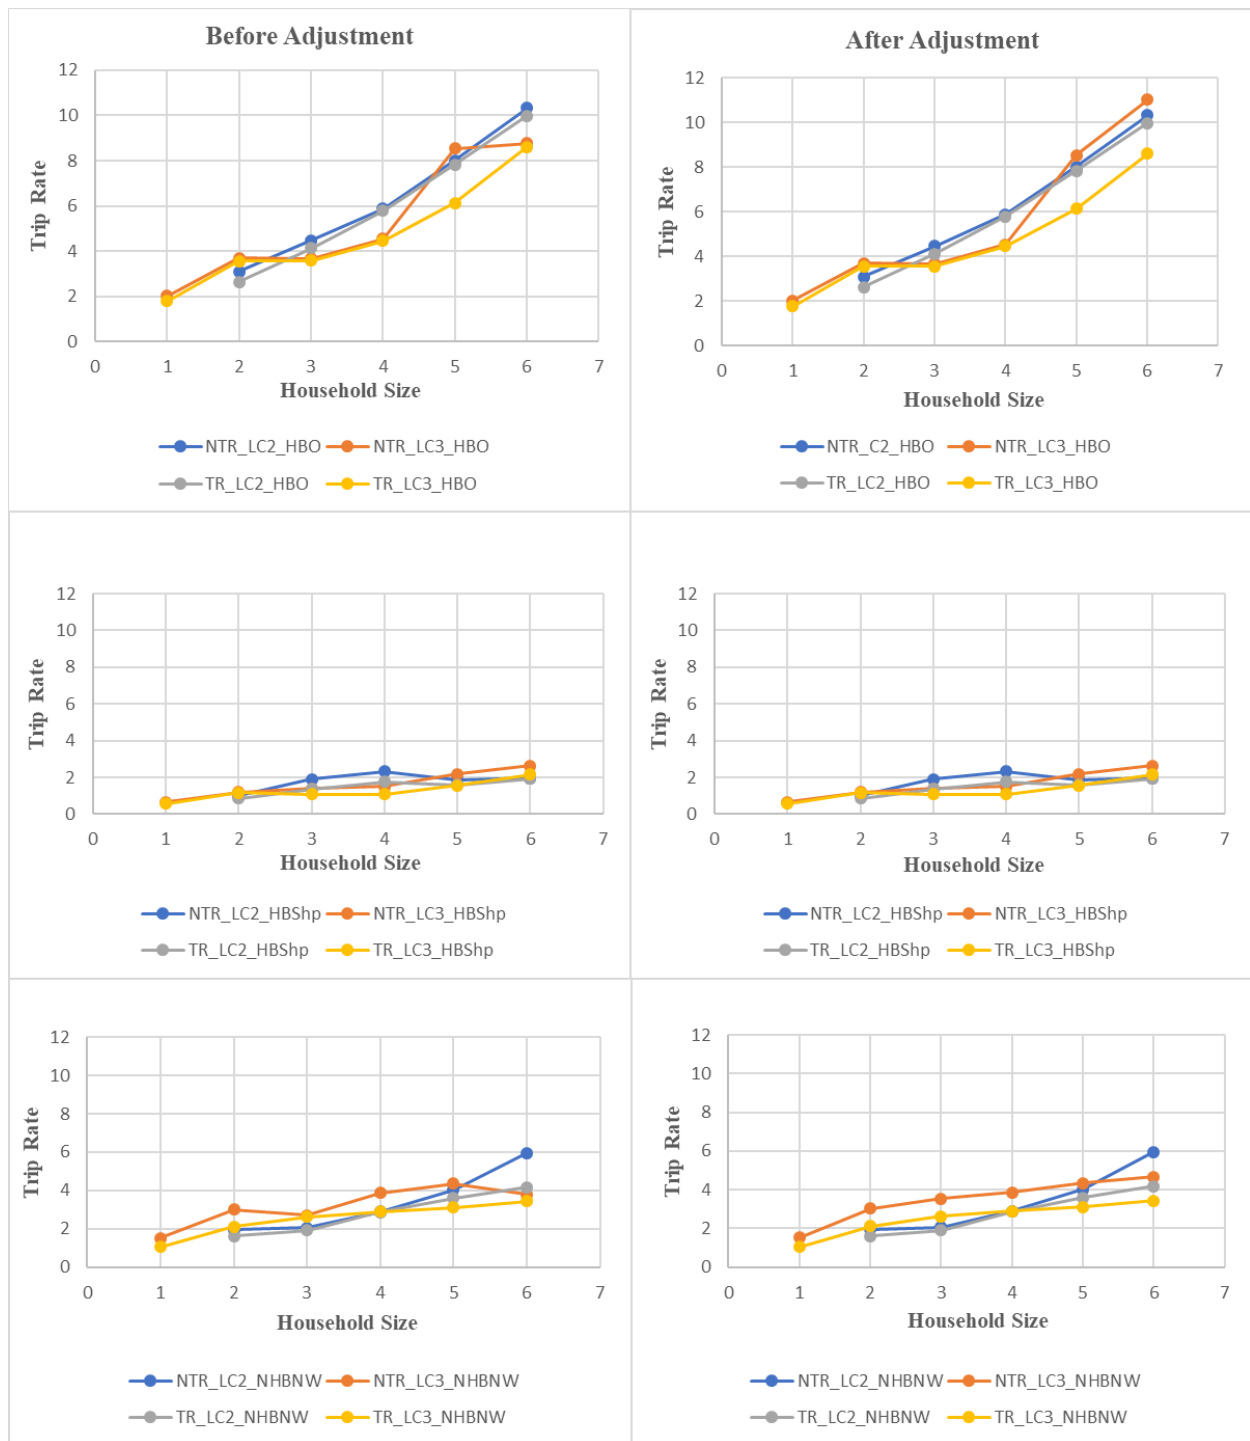 Before Adjustment
12
10
8
6
4
2
0
Trip Rate
0 1 2 3 4 5 6 7
Household Size
NTR_LC2_HBO NTR_LC3_HBO
TR_LC2_HBO TR_LC3_HBO
After Adjustment
12
10
8
6
4
2
0
Trip Rate
0 1 2 3 4 5 6 7
Household Size
NTR_C2_HBO NTR_LC3_HBO
TR_LC2_HBO TR_LC3_HBO
12
10
8
6
4
2
0
Trip Rate
0 1 2 3 4 5 6 7
Household Size
NTR_LC2_HBShp NTR_LC3_HBShp
TR_LC2_HBShp TR_LC3_HBShp
12
10
8
6
4
2
0
Trip Rate
0 1 2 3 4 5 6 7
Household Size
NTR_LC2_HBShp NTR_LC3_HBShp
TR_LC2_HBShp TR_LC3_HBShp
12
10
8
6
4
2
0
Trip Rate
0 1 2 3 4 5 6 7
Household Size
NTR_LC2_NHBNW NTR_LC3_NHBNW
TR_LC2_NHBNW TR_LC3_NHBNW
12
10
8
6
4
2
0
Trip Rate
0 1 2 3 4 5 6 7
Household Size
NTR_LC2_NHBNW NTR_LC3_NHBNW
TR_LC2_NHBNW TR_LC3_NHBNW